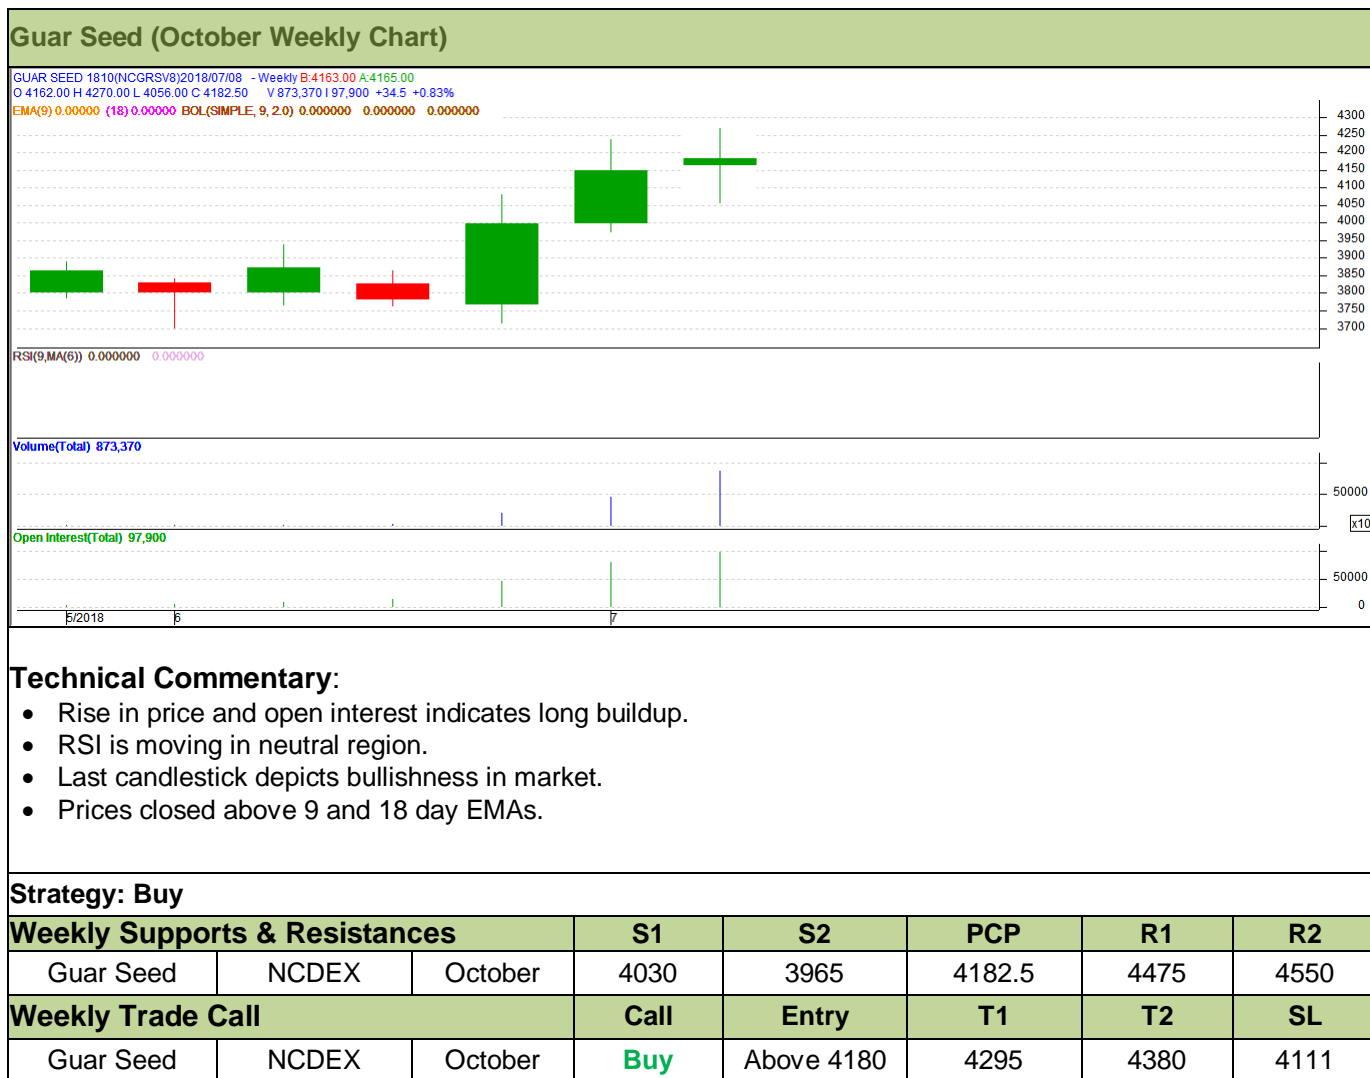 Guar Seed (October Weekly Chart)
GUAR SEED 1810(NCGRSV8)2018/07/08 - Weekly B:4163.00 A:4165.00
O 4162.00 H 4270.00 L 4056.00 C 4182.50 V 873,370 I 97,900 +34.5 +0.83%
EMA(9) 0.00000 (18) 0.00000 BOL(SIMPLE, 9, 2.0) 0.000000 0.000000 0.000000
4300
4250
4200
4150
4100
4050
4000
3950
3900
3850
3800
3750
3700
RSI(9,MA(6)) 0.000000 0.000000
Volume(Total) 873,370
50000
x10
Open Interest(Total) 97,900
50000
0
5/2018 6 7
Technical Commentary:
• Rise in price and open interest indicates long buildup.
• RSI is moving in neutral region.
• Last candlestick depicts bullishness in market.
• Prices closed above 9 and 18 day EMAs.
Strategy: Buy
Weekly Supports & Resistances S1 S2 PCP R1 R2
Guar Seed NCDEX October 4030 3965 4182.5 4475 4550
Weekly Trade Call Call Entry T1 T2 SL
Guar Seed NCDEX October Buy Above 4180 4295 4380 4111